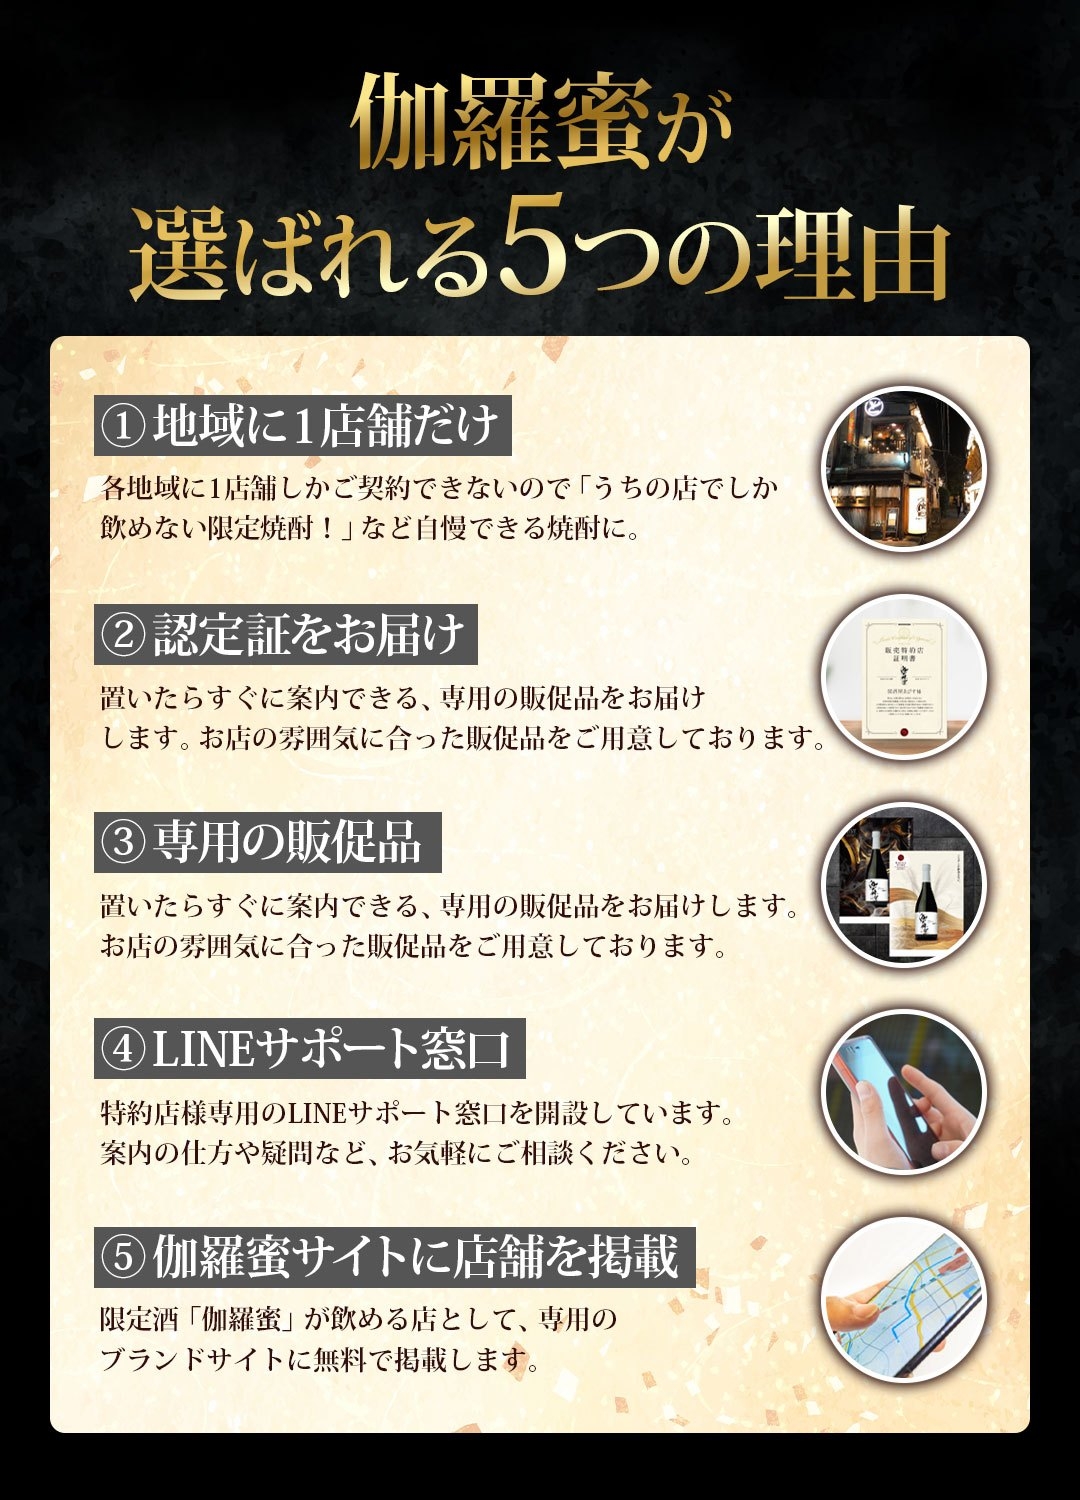 伽羅蜜が
選ばれる5つの理由
①地域に1店舗だけ
各地域に1店舗しかご契約できないので「うちの店でしか
飲めない限定焼酎！」など自慢できる焼酎に。
②認定証をお届け
置いたらすぐに案内できる、専用の販促品をお届け
します。お店の雰囲気に合った販促品をご用意しております。
販売特約店
証明書
③専用の販促品
置いたらすぐに案内できる、専用の販促品をお届けします。
お店の雰囲気に合った販促品をご用意しております。
④LINEサポート窓口
特約店様専用のLINEサポート窓口を開設しています。
案内の仕方や疑問など、お気軽にご相談ください。
⑤伽羅蜜サイトに店舗を掲載
限定酒「伽羅蜜」が飲める店として、専用の
ブランドサイトに無料で掲載します。